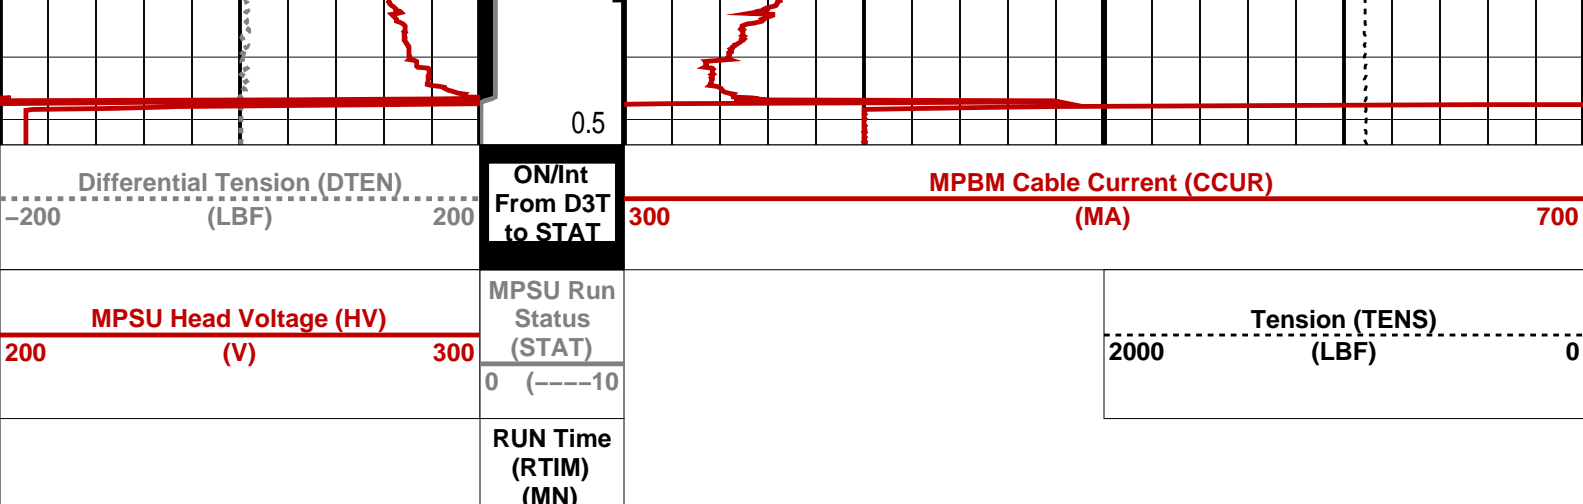 0.5
Differential Tension (DTEN)
−200 (LBF) 200
ON/Int
From D3T
to STAT
MPBM Cable Current (CCUR)
300 (MA) 700
MPSU Head Voltage (HV)
200 (V) 300
MPSU Run
Status
(STAT)
0 (−−−−10
Tension (TENS)
2000 (LBF) 0
RUN Time
(RTIM)
(MN)